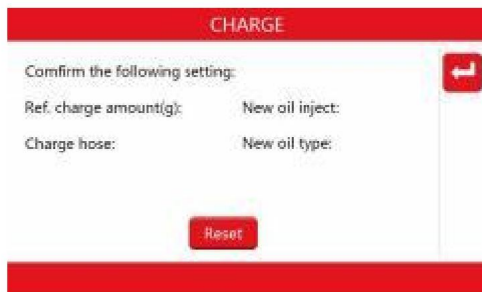 CHARGE
Comfirm the following setting:
Ref. charge amount(g): New oil inject:
Charge hose: New oil type:
Reset